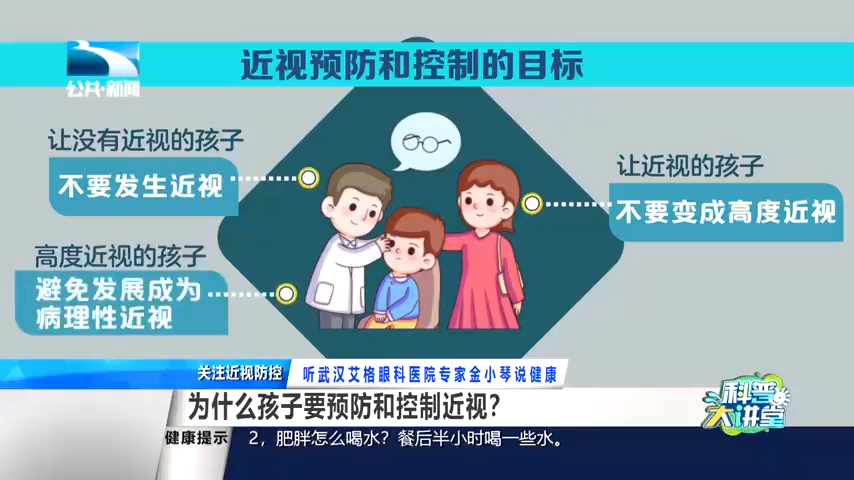 近视预防和控制的目标
公共·新闻
让没有近视的孩子
不要发生近视
让近视的孩子
不要变成高度近视
高度近视的孩子
避免发展成为
病理性近视
关注近视防控
听武汉艾格眼科医院专家金小琴说健康
为什么孩子要预防和控制近视?
科普
大讲堂
健康提示
2，肥胖怎么喝水？餐后半小时喝一些水。